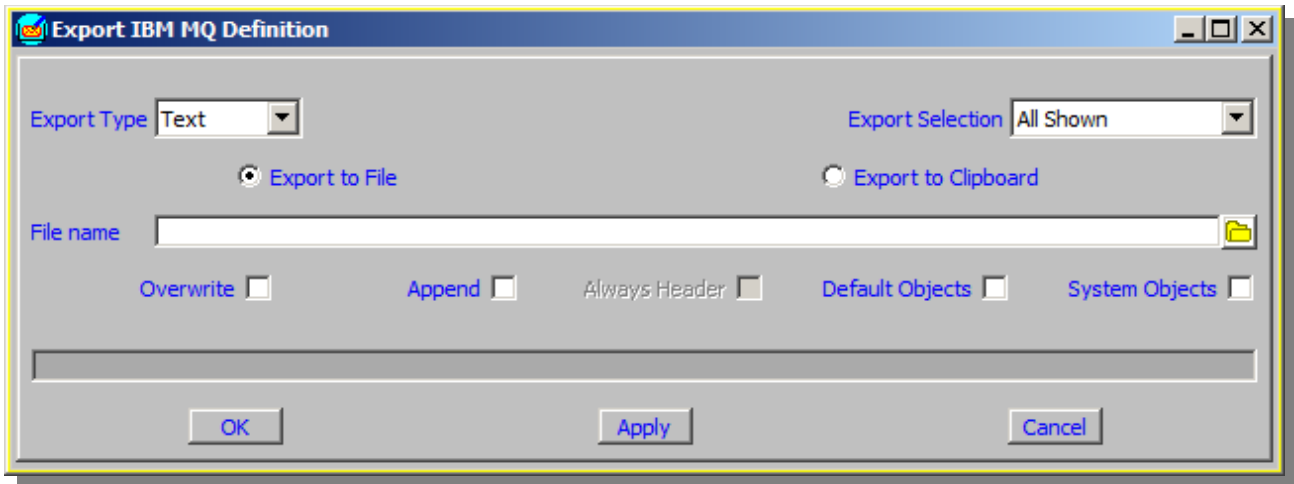 Export IBM MQ Definition
Export Type Text Export Selection All Shown
Export to File Export to Clipboard
File name
Overwrite Append Always Header Default Objects System Objects
OK Apply Cancel